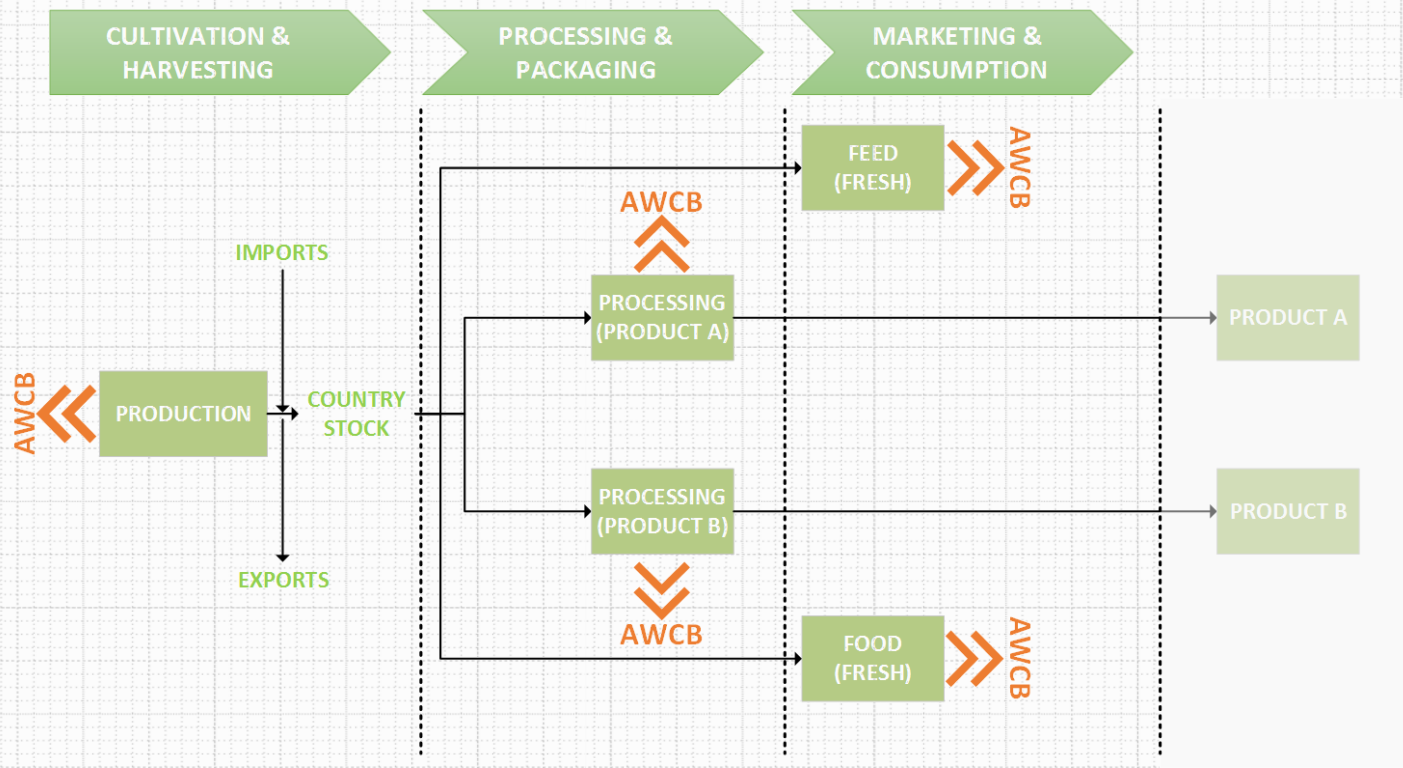 CULTIVATION &
HARVESTING
PROCESSING &
PACKAGING
MARKETING &
CONSUMPTION
FEED
(FRESH)
AWCB
AWCB
IMPORTS
PROCESSING
(PRODUCT A)
PRODUCT A
AWCB
PRODUCTION
COUNTRY
STOCK
PROCESSING
(PRODUCT B)
PRODUCT B
EXPORTS
AWCB
FOOD
(FRESH)
AWCB